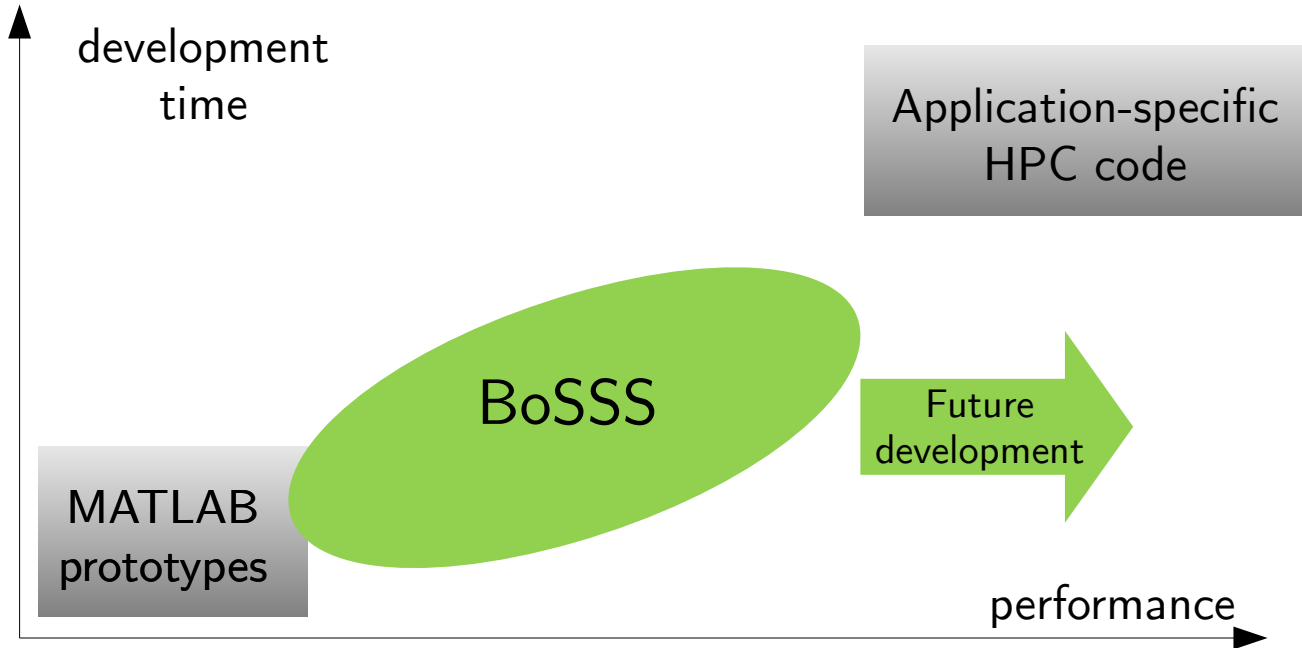 development
time
Application-specific
HPC code
BoSSS
Future
development
MATLAB
prototypes
performance